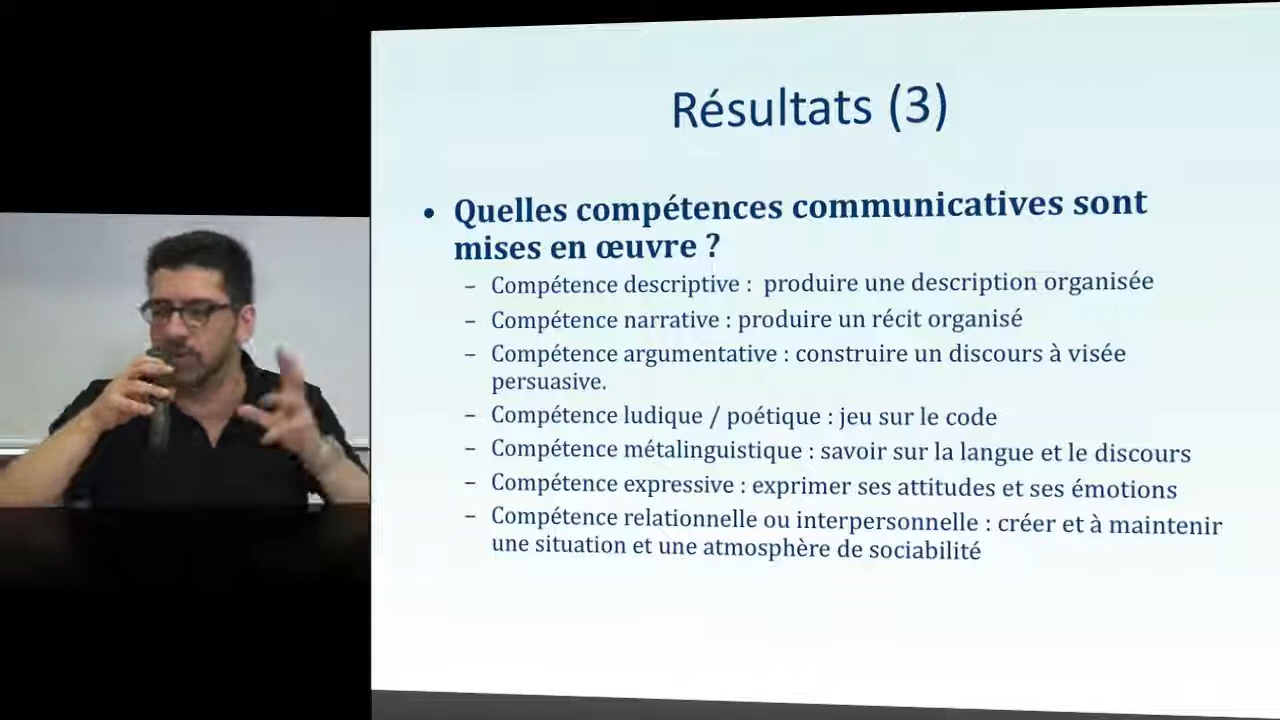 Résultats (3)
• Quelles compétences communicatives sont
mises en œuvre ?
– Compétence descriptive : produire une description organisée
– Compétence narrative : produire un récit organisé
– Compétence argumentative : construire un discours à visée
persuasive.
– Compétence ludique / poétique : jeu sur le code
– Compétence métalinguistique : savoir sur la langue et le discours
– Compétence expressive : exprimer ses attitudes et ses émotions
– Compétence relationnelle ou interpersonnelle : créer et à maintenir
une situation et une atmosphère de sociabilité